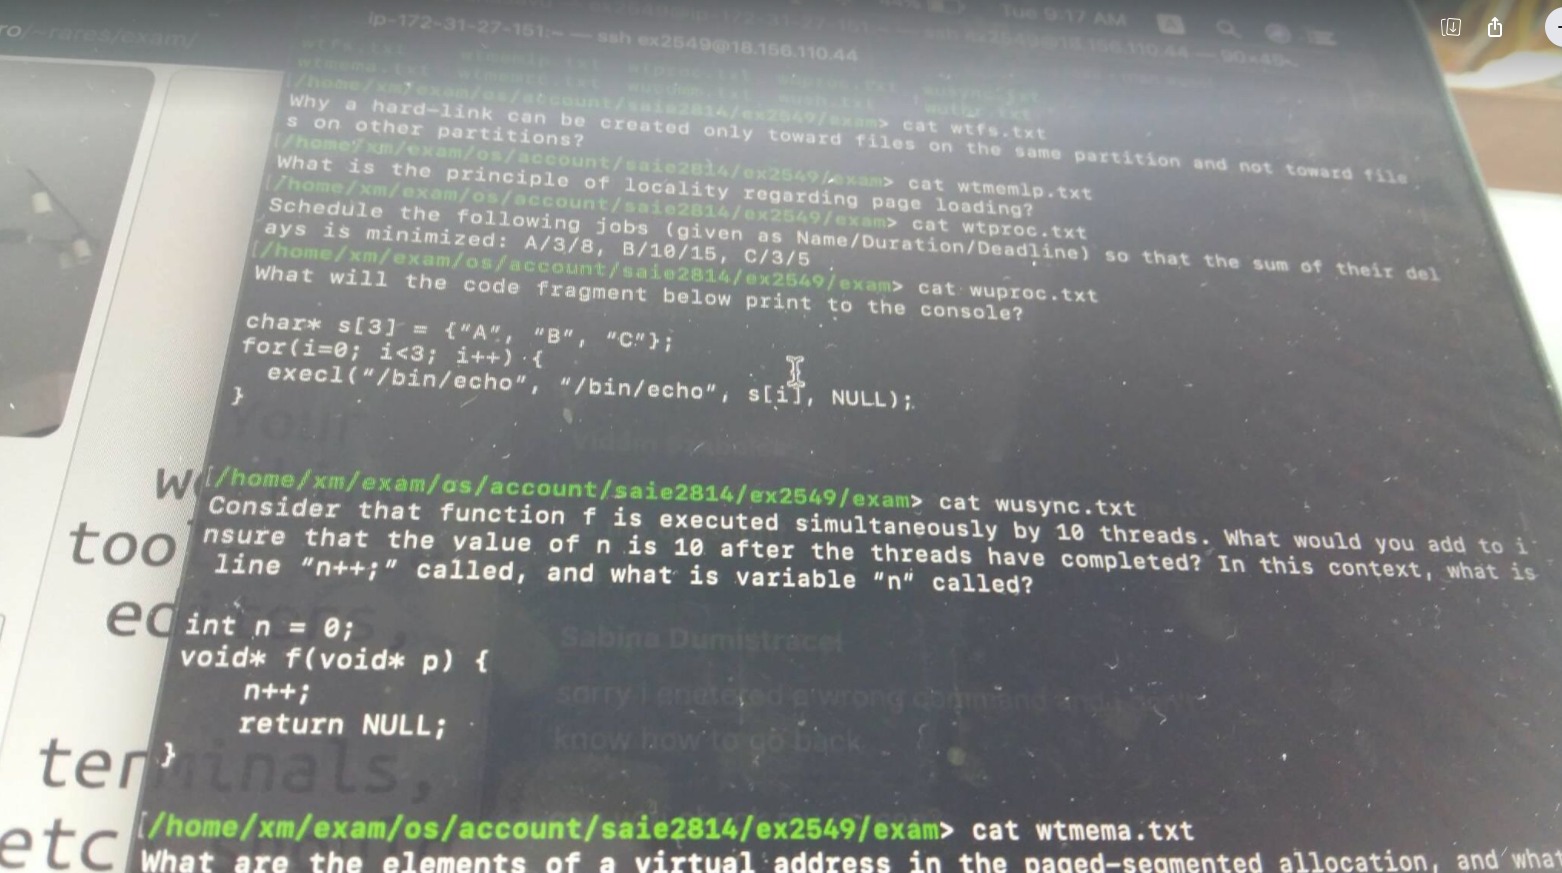 ro/~rares/exam/
Tue 9:17 AM
ip-172-31-27-151:~ — ssh ex2549@18.156.110.44
wtfs.txt
[/home/xm/exam/os/account/saie2814/ex2549/exam> cat wtfs.txt
Why a hard-link can be created only toward files on the same partition and not toward file
s on other partitions?
[/home/xm/exam/os/account/saie2814/ex2549/exam> cat wtmemlp.txt
What is the principle of locality regarding page loading?
[/home/xm/exam/os/account/saie2814/ex2549/exam> cat wtproc.txt
Schedule the following jobs (given as Name/Duration/Deadline) so that the sum of their del
ays is minimized: A/3/8, B/10/15, C/3/5
[/home/xm/exam/os/account/saie2814/ex2549/exam> cat wuproc.txt
What will the code fragment below print to the console?
char* s[3] = {"A", "B", "C"};
for(i=0; i<3; i++) {
execl("/bin/echo", "/bin/echo", s[i], NULL);
}
Your
[/home/xm/exam/os/account/saie2814/ex2549/exam> cat wusync.txt
Consider that function f is executed simultaneously by 10 threads. What would you add to i
nsure that the value of n is 10 after the threads have completed? In this context, what is
line "n++;" called, and what is variable "n" called?
too
int n = 0;
void* f(void* p) {
n++;
return NULL;
}
Sabina Dumistracel
sorry i enetered a wrong command and i don't
know how to go back
terminals,
etc
[/home/xm/exam/os/account/saie2814/ex2549/exam> cat wtmema.txt
What are the elements of a virtual address in the paged-segmented allocation, and what